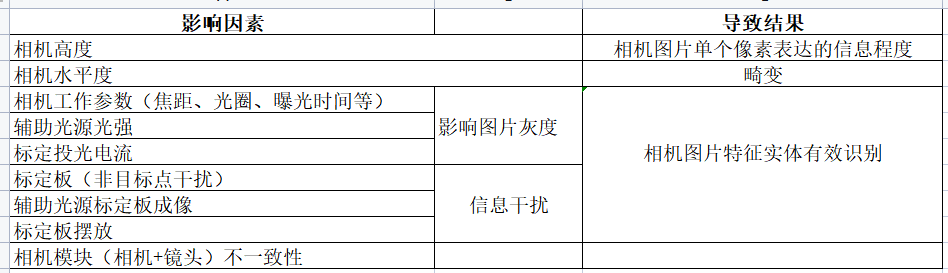 影响因素 导致结果
相机高度 相机图片单个像素表达的信息程度
相机水平度 畸变
相机工作参数（焦距、光圈、曝光时间等）
辅助光源光强 影响图片灰度
标定投光电流
相机图片特征实体有效识别
标定板（非目标点干扰）
辅助光源标定板成像 信息干扰
标定板摆放
相机模块（相机+镜头）不一致性